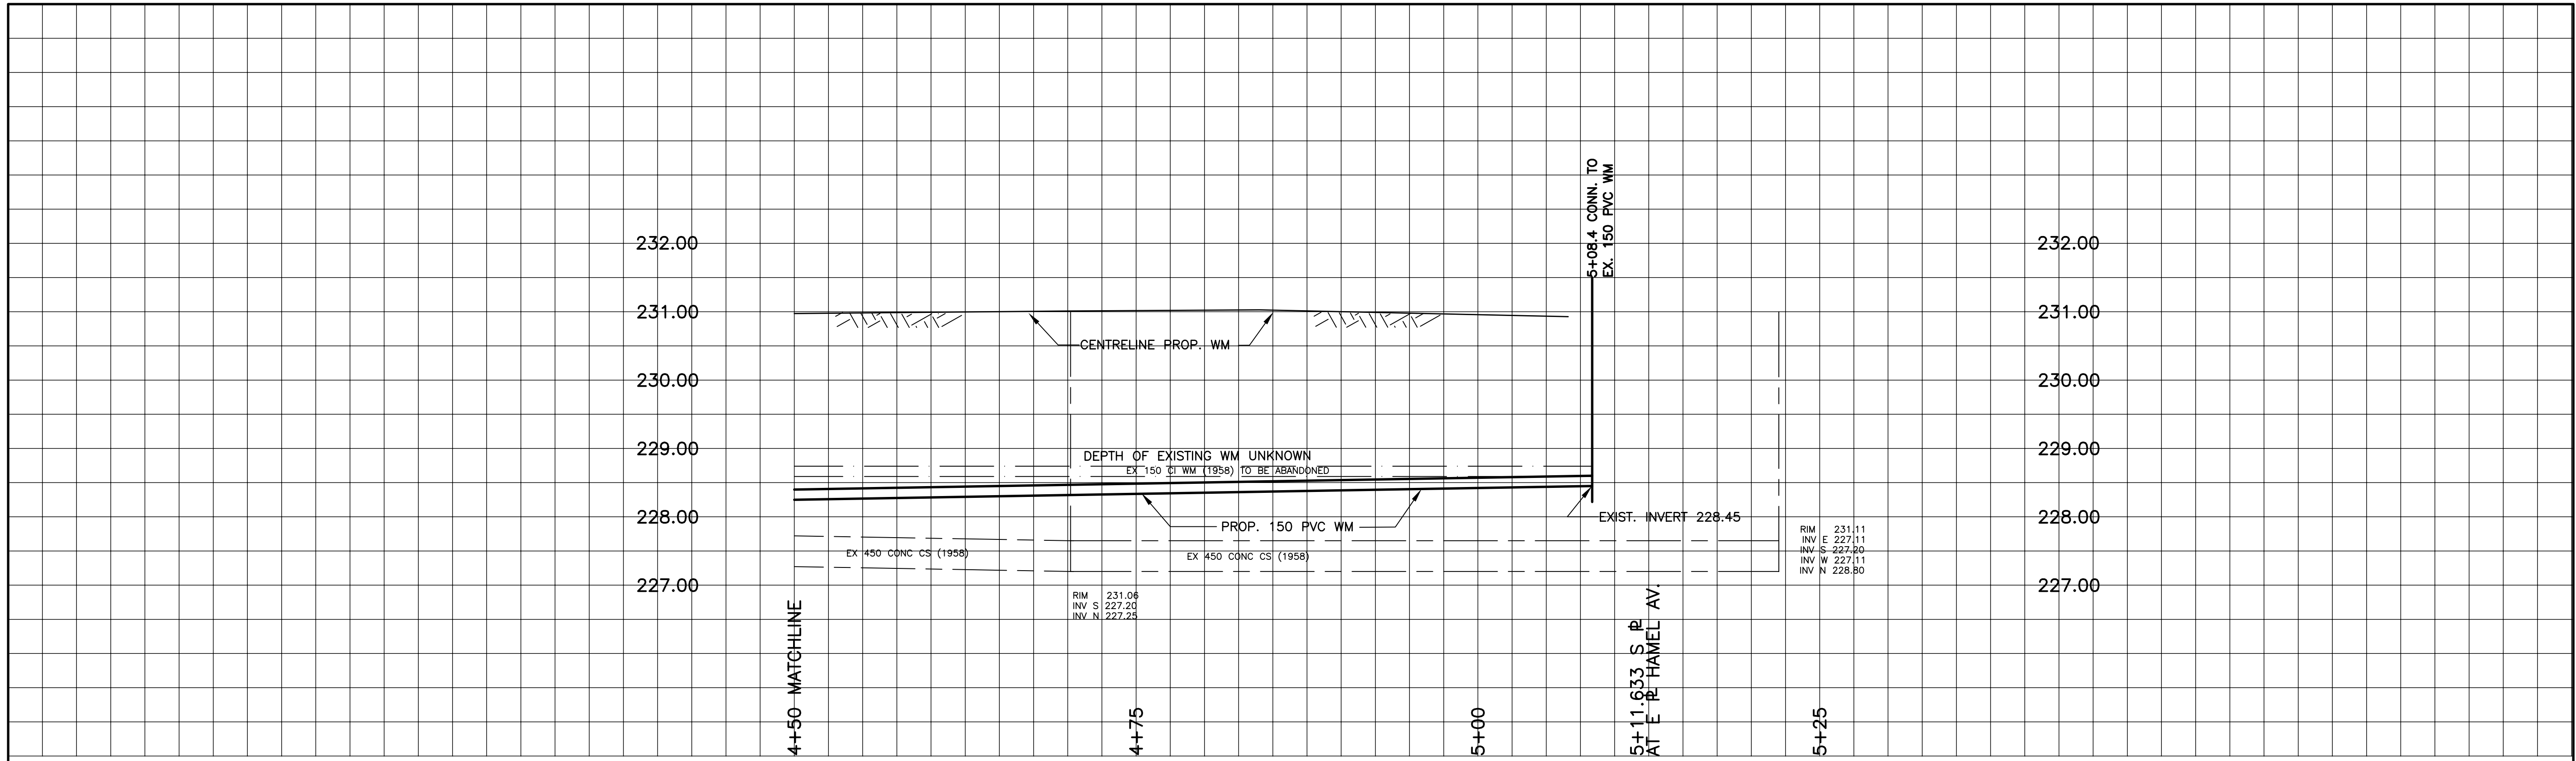 5+08.4 CONN. TO
EX. 150 PVC WM
232.00
232.00
231.00
231.00
CENTRELINE PROP. WM
230.00
230.00
229.00
229.00
DEPTH OF EXISTING WM UNKNOWN
EX 150 CI WM (1958) TO BE ABANDONED
228.00
228.00
PROP. 150 PVC WM
EXIST. INVERT 228.45
EX 450 CONC CS (1958)
EX 450 CONC CS (1958)
RIM 231.11
INV E 227.11
INV S 227.20
INV W 227.11
INV N 228.80
227.00
227.00
RIM 231.06
INV S 227.20
INV N 227.25
4+50 MATCHLINE
4+75
5+00
5+11.633 S PL
AT E PL HAMEL AV.
5+25